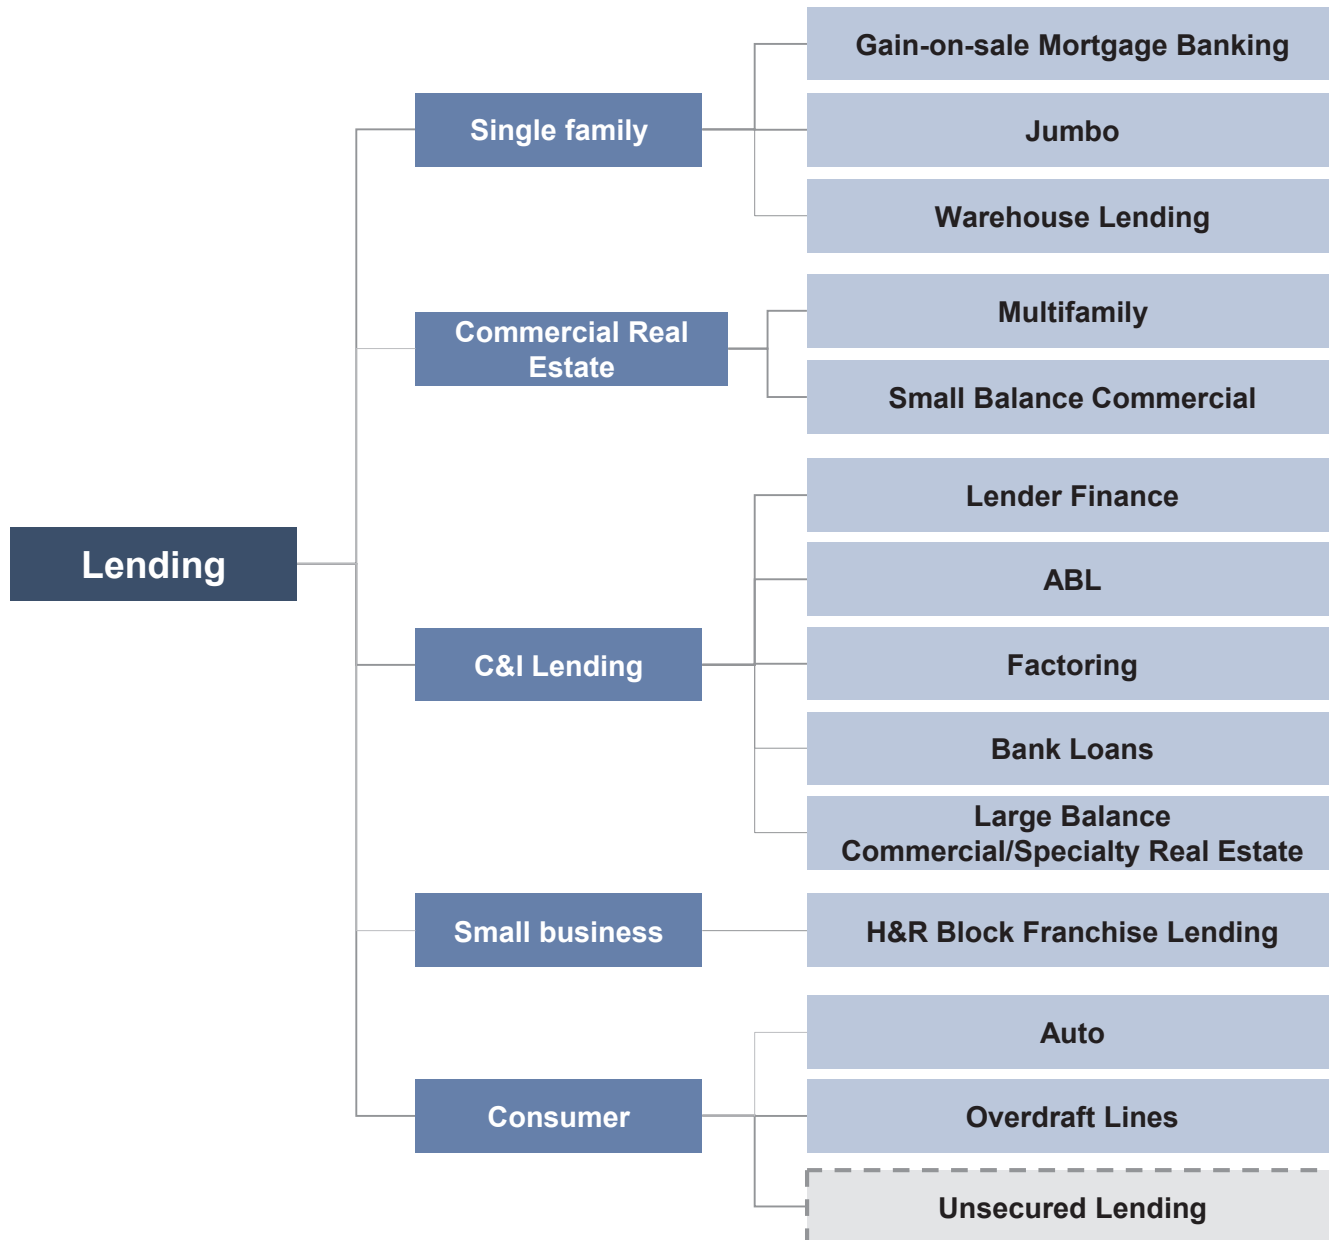 Lending
Single family
Gain-on-sale Mortgage Banking
Jumbo
Warehouse Lending
Commercial Real
Estate
Multifamily
Small Balance Commercial
C&I Lending
Lender Finance
ABL
Factoring
Bank Loans
Large Balance
Commercial/Specialty Real Estate
Small business
H&R Block Franchise Lending
Consumer
Auto
Overdraft Lines
Unsecured Lending